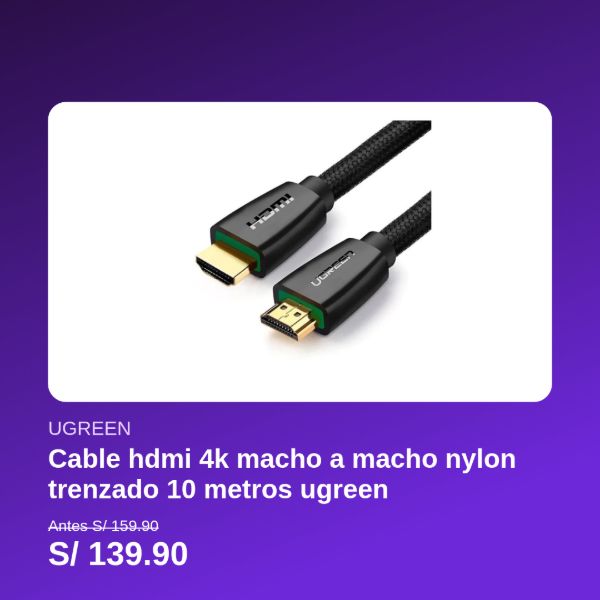 HDMI
UGREEN
UGREEN
Cable hdmi 4k macho a macho nylon
trenzado 10 metros ugreen
Antes S/ 159.90
S/ 139.90